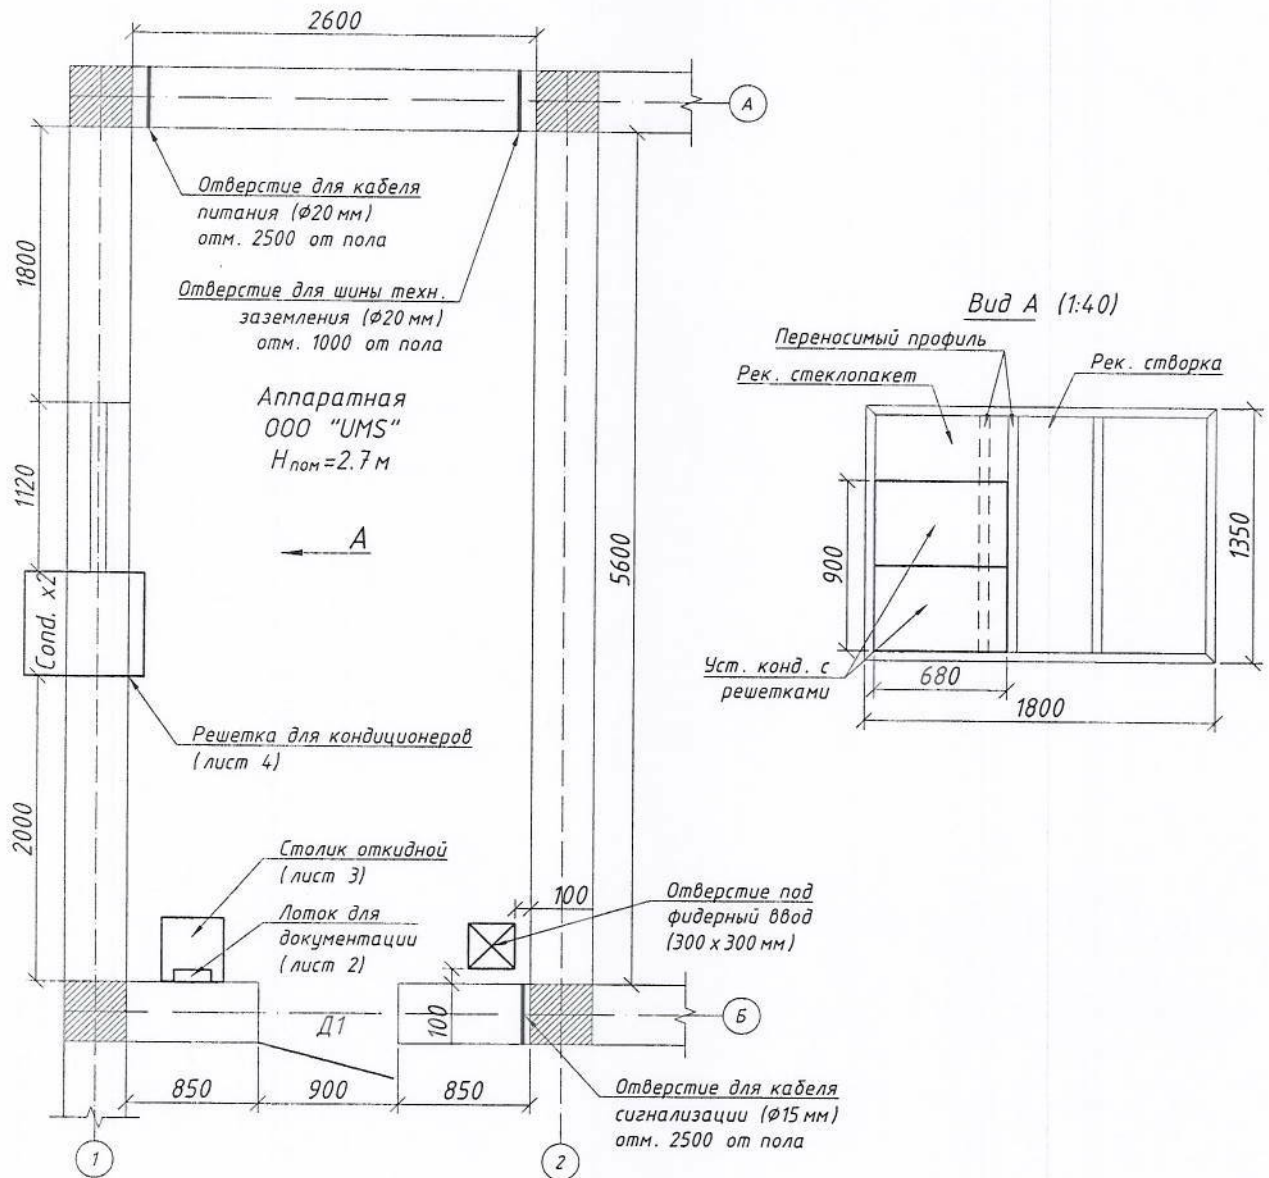 2600
А
Отверстие для кабеля
питания (Ф20 мм)
отм. 2500 от пола
1800
Отверстие для шины техн.
заземления (Ф20 мм)
отм. 1000 от пола
Аппаратная
ООО "UMS"
Hпом=2.7 м
1120
А
5600
Cond. x2
Решетка для кондиционеров
(лист 4)
2000
Столик откидной
(лист 3)
Лоток для
документации
(лист 2)
100
Отверстие под
фидерный ввод
(300 х 300 мм)
100
Д1
Б
850
900
850
Отверстие для кабеля
сигнализации (Ф15 мм)
отм. 2500 от пола
1
2
Вид А (1:40)
Переносимый профиль
Рек. стеклопакет
Рек. створка
900
1350
Уст. конд. с
решетками
680
1800